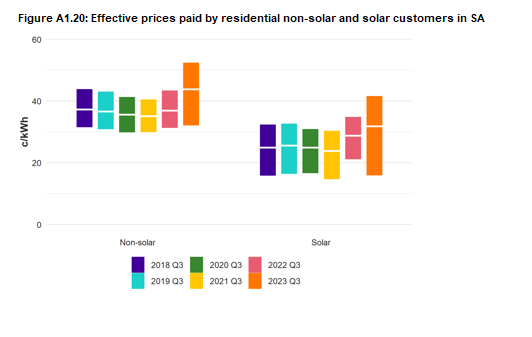 Figure A1.20: Effective prices paid by residential non-solar and solar customers in SA
60
40
20
0
c/kWh
Non-solar
Solar
2018 Q3
2020 Q3
2022 Q3
2019 Q3
2021 Q3
2023 Q3